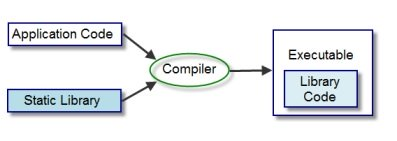 Application Code
Compiler
Static Library
Executable
Library
Code